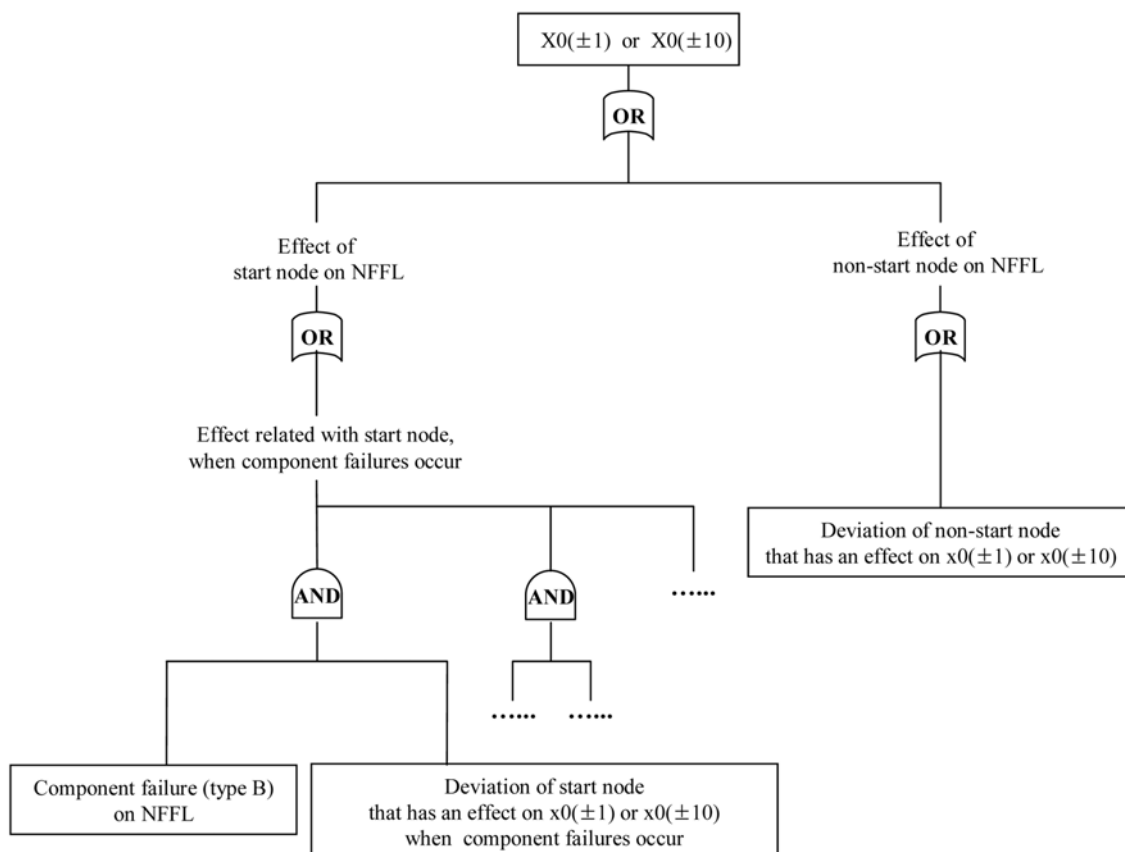 X0(±1) or X0(±10)
OR
Effect of
start node on NFFL
Effect of
non-start node on NFFL
OR
OR
Effect related with start node,
when component failures occur
Deviation of non-start node
that has an effect on x0(±1) or x0(±10)
AND
AND
…...
…...
…...
Component failure (type B)
on NFFL
Deviation of start node
that has an effect on x0(±1) or x0(±10)
when component failures occur